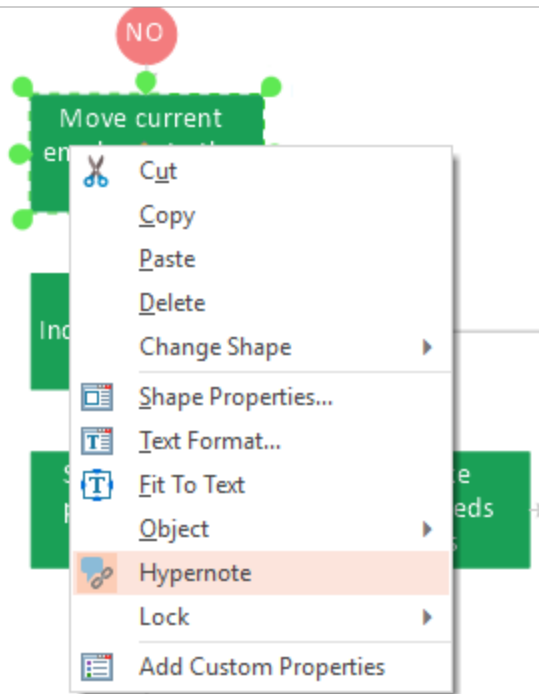 NO
Move current
Cut
Copy
Paste
Delete
Change Shape
Shape Properties...
Text Format...
Fit To Text
Object
eds
Hypernote
Lock
Add Custom Properties